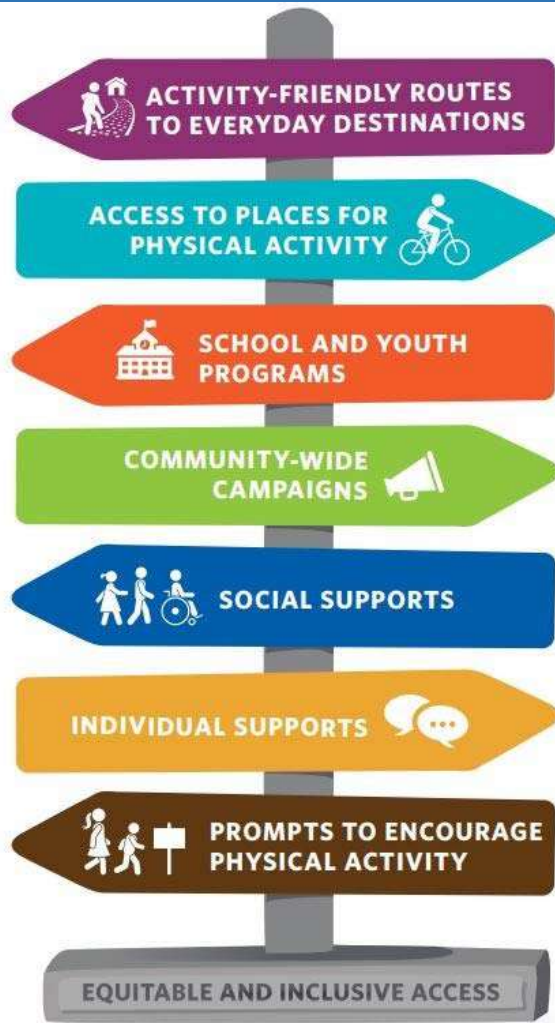 ACTIVITY-FRIENDLY ROUTES
TO EVERYDAY DESTINATIONS
ACCESS TO PLACES FOR
PHYSICAL ACTIVITY
SCHOOL AND YOUTH
PROGRAMS
COMMUNITY-WIDE
CAMPAIGNS
SOCIAL SUPPORTS
INDIVIDUAL SUPPORTS
PROMPTS TO ENCOURAGE
PHYSICAL ACTIVITY
EQUITABLE AND INCLUSIVE ACCESS